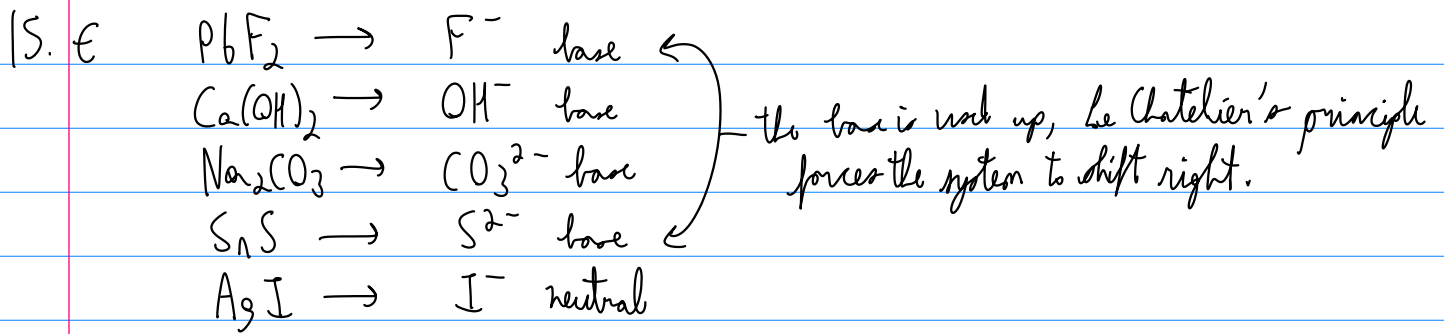 15. E PbF₂ → F⁻ base
Ca(OH)₂ → OH⁻ base
the base is used up, Le Chatelier's principle
Na₂CO₃ → CO₃²⁻ base
forces the system to shift right.
SnS → S²⁻ base
AgI → I⁻ neutral